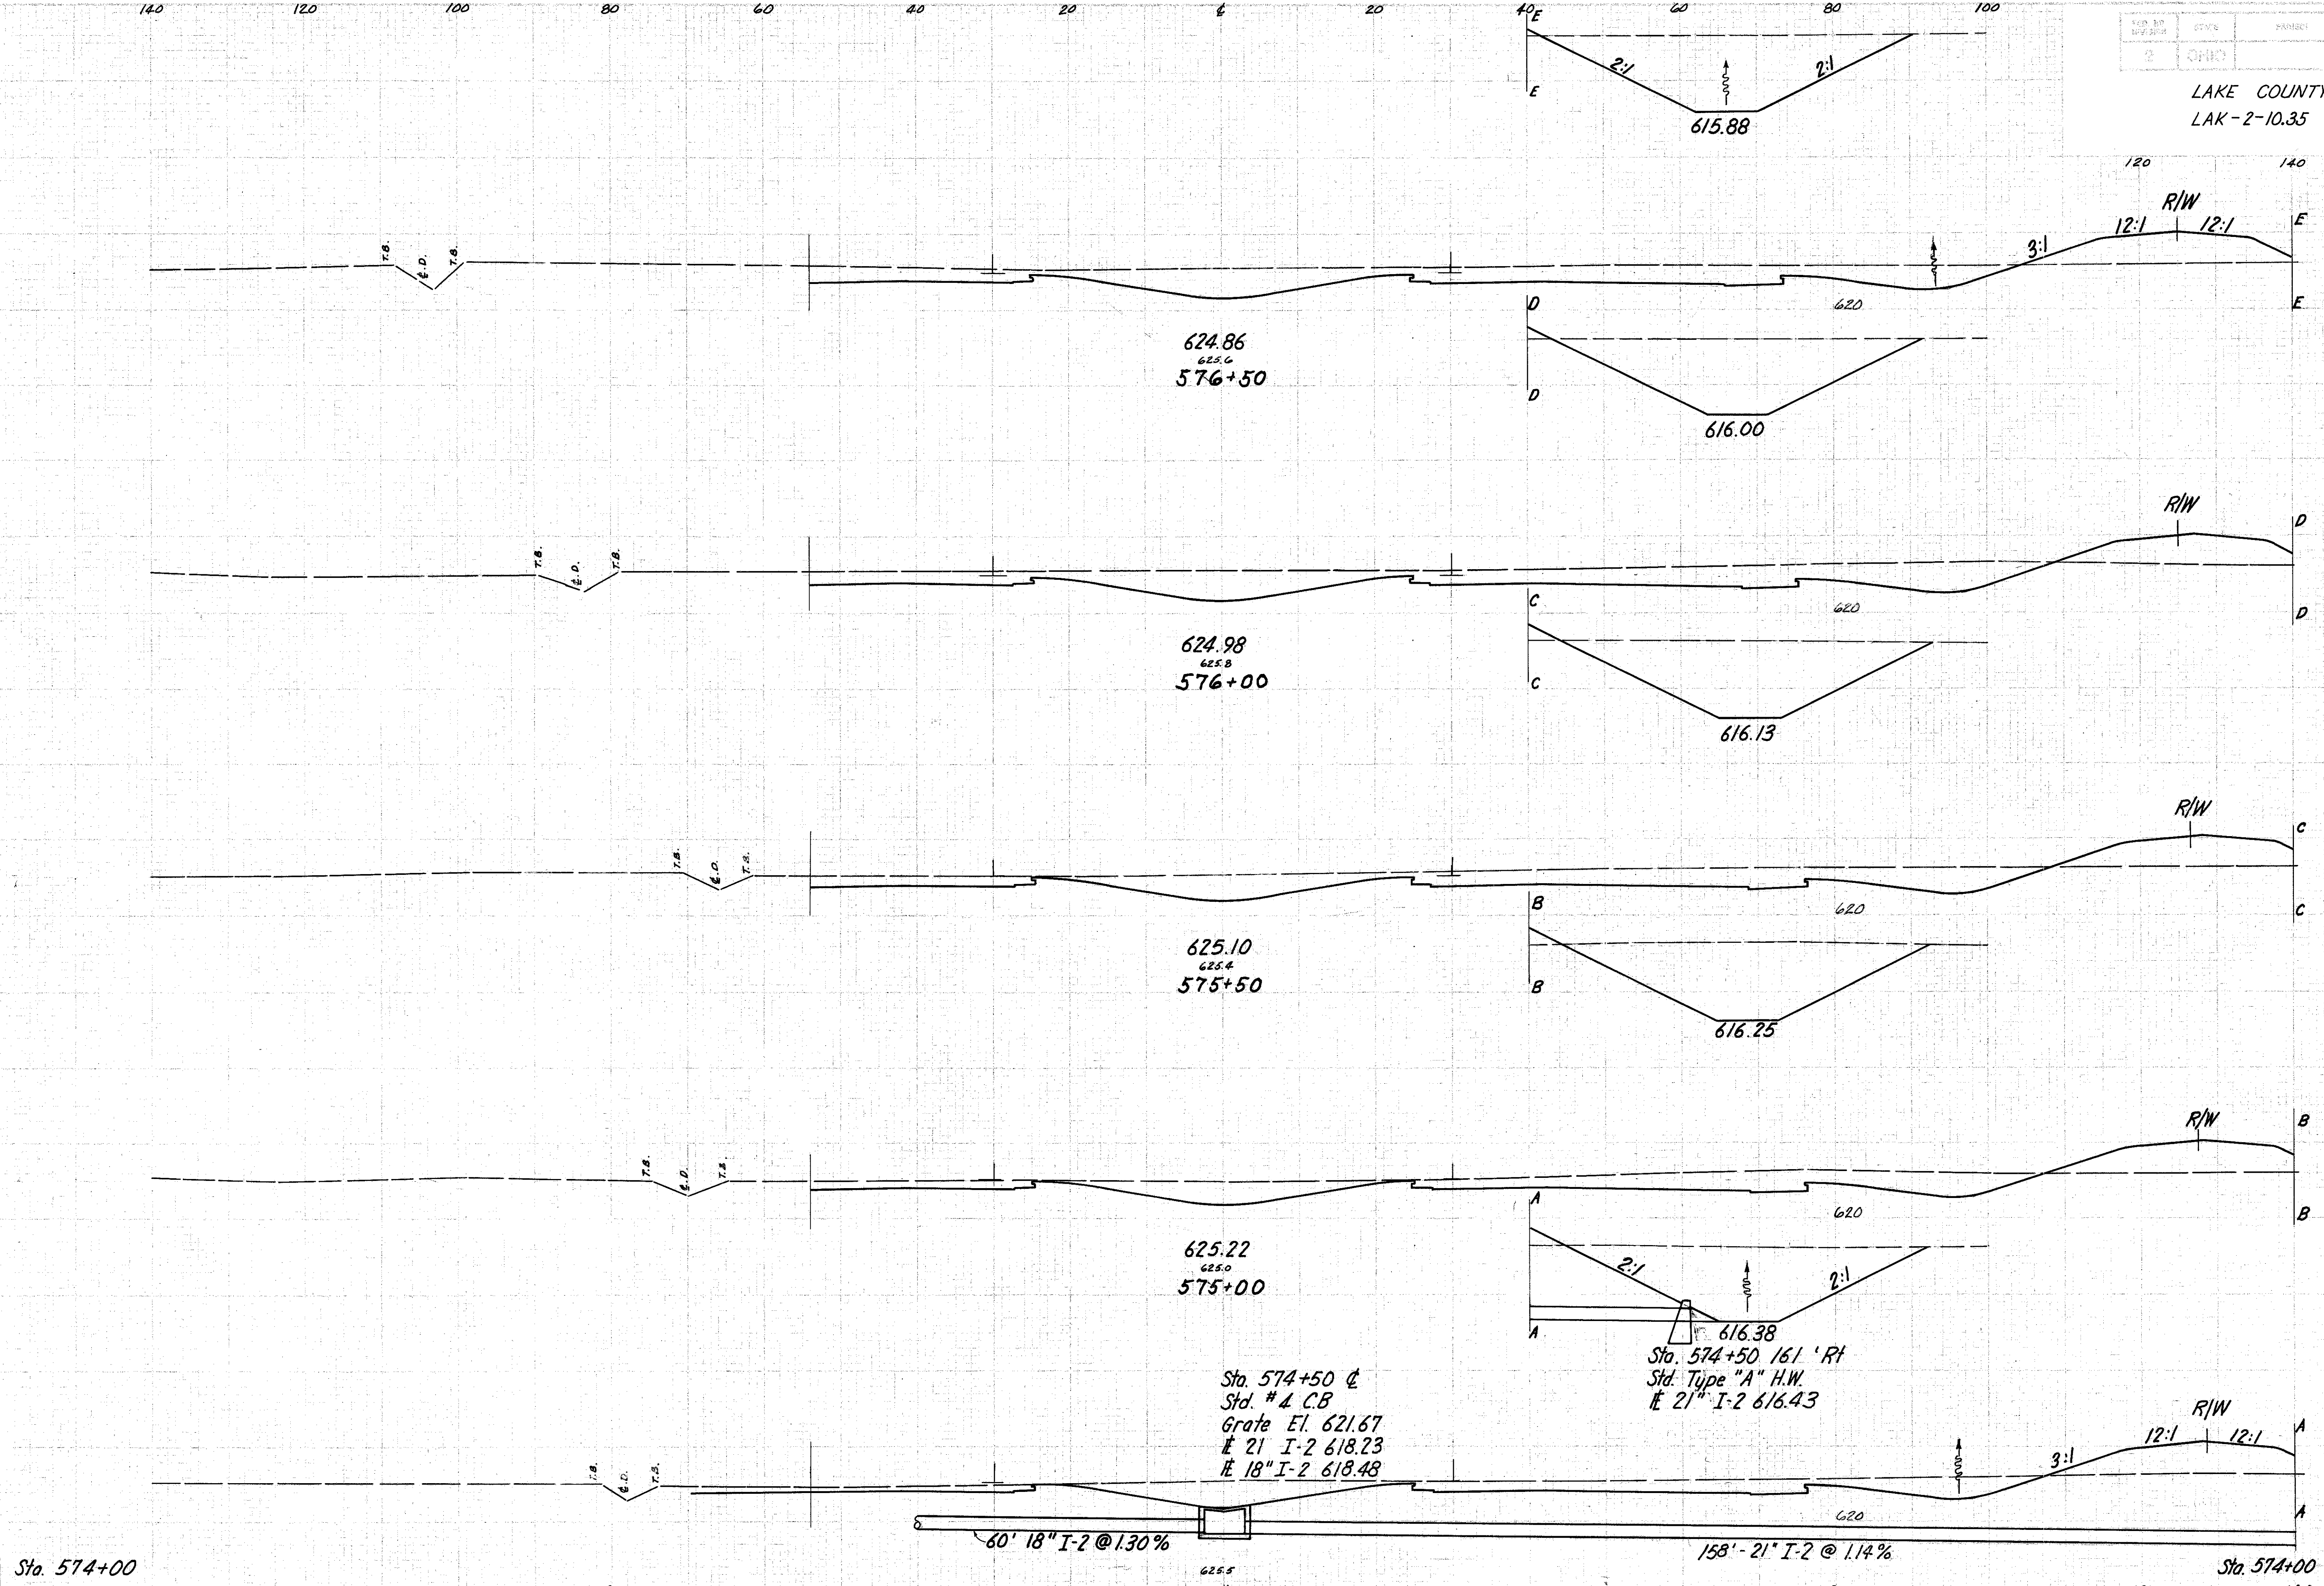 140 120 100 80 60 40 20 ℄ 20 40 60 80 100
E
2:1 2:1
E
615.88
LAKE COUNTY
LAK-2-10.35
120 140
R/W
12:1 12:1 E
T.B. ℄.D. T.B. 3:1
D 620 E
624.86
625.6
576+50
D
616.00
R/W
D
T.B. ℄.D. T.B.
C 620 D
624.98
625.8
576+00
C
616.13
R/W
C
T.B. ℄.D. T.B.
B 620 C
625.10
625.4
575+50
B
616.25
R/W B
T.B. ℄.D. T.B.
A 620 B
625.22
625.0
575+00
2:1 2:1
A 616.38
Sta. 574+50 161 'Rt
Std. Type "A" H.W.
℄ 21" I-2 616.43
Sta. 574+50 ℄
Std. #4 C.B
Grate El. 621.67
℄ 21 I-2 618.23
℄ 18" I-2 618.48
R/W
12:1 12:1 A
T.B. ℄.D. T.B. 3:1
620 A
60' 18" I-2 @ 1.30%
158'-21" I-2 @ 1.14%
Sta. 574+00 625.5 Sta. 574+00